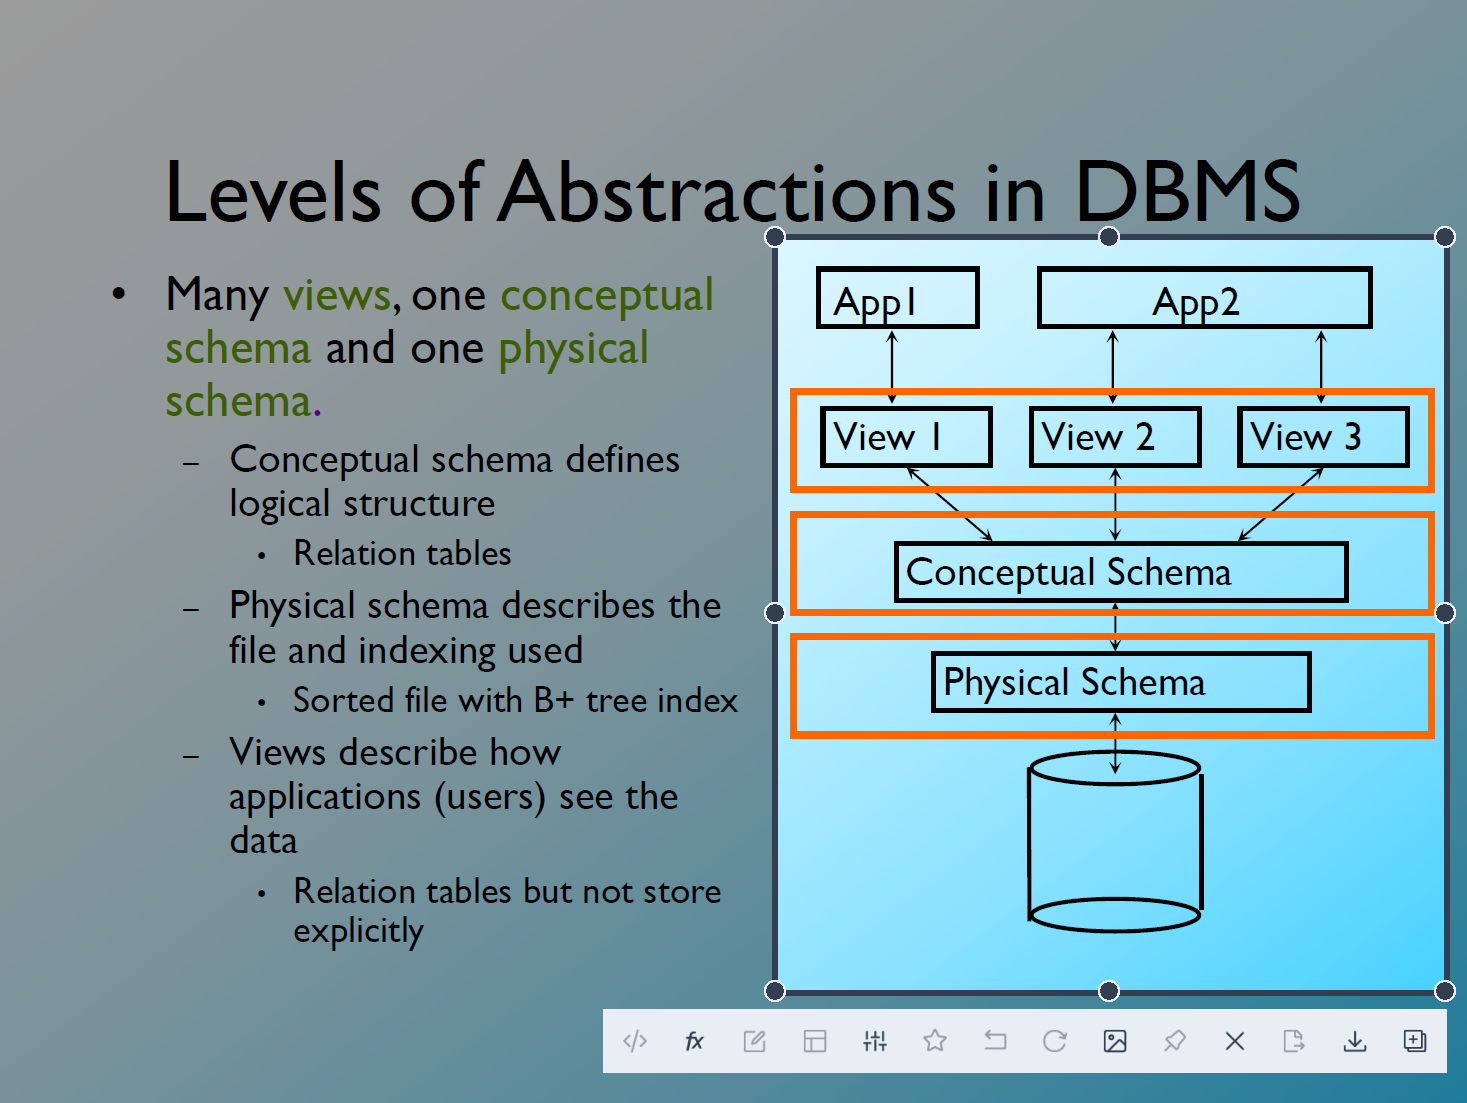 Levels of Abstractions in DBMS
• Many views, one conceptual
schema and one physical
schema.
– Conceptual schema defines
logical structure
• Relation tables
– Physical schema describes the
file and indexing used
• Sorted file with B+ tree index
– Views describe how
applications (users) see the
data
• Relation tables but not store
explicitly
App1
App2
View 1
View 2
View 3
Conceptual Schema
Physical Schema
</> fx